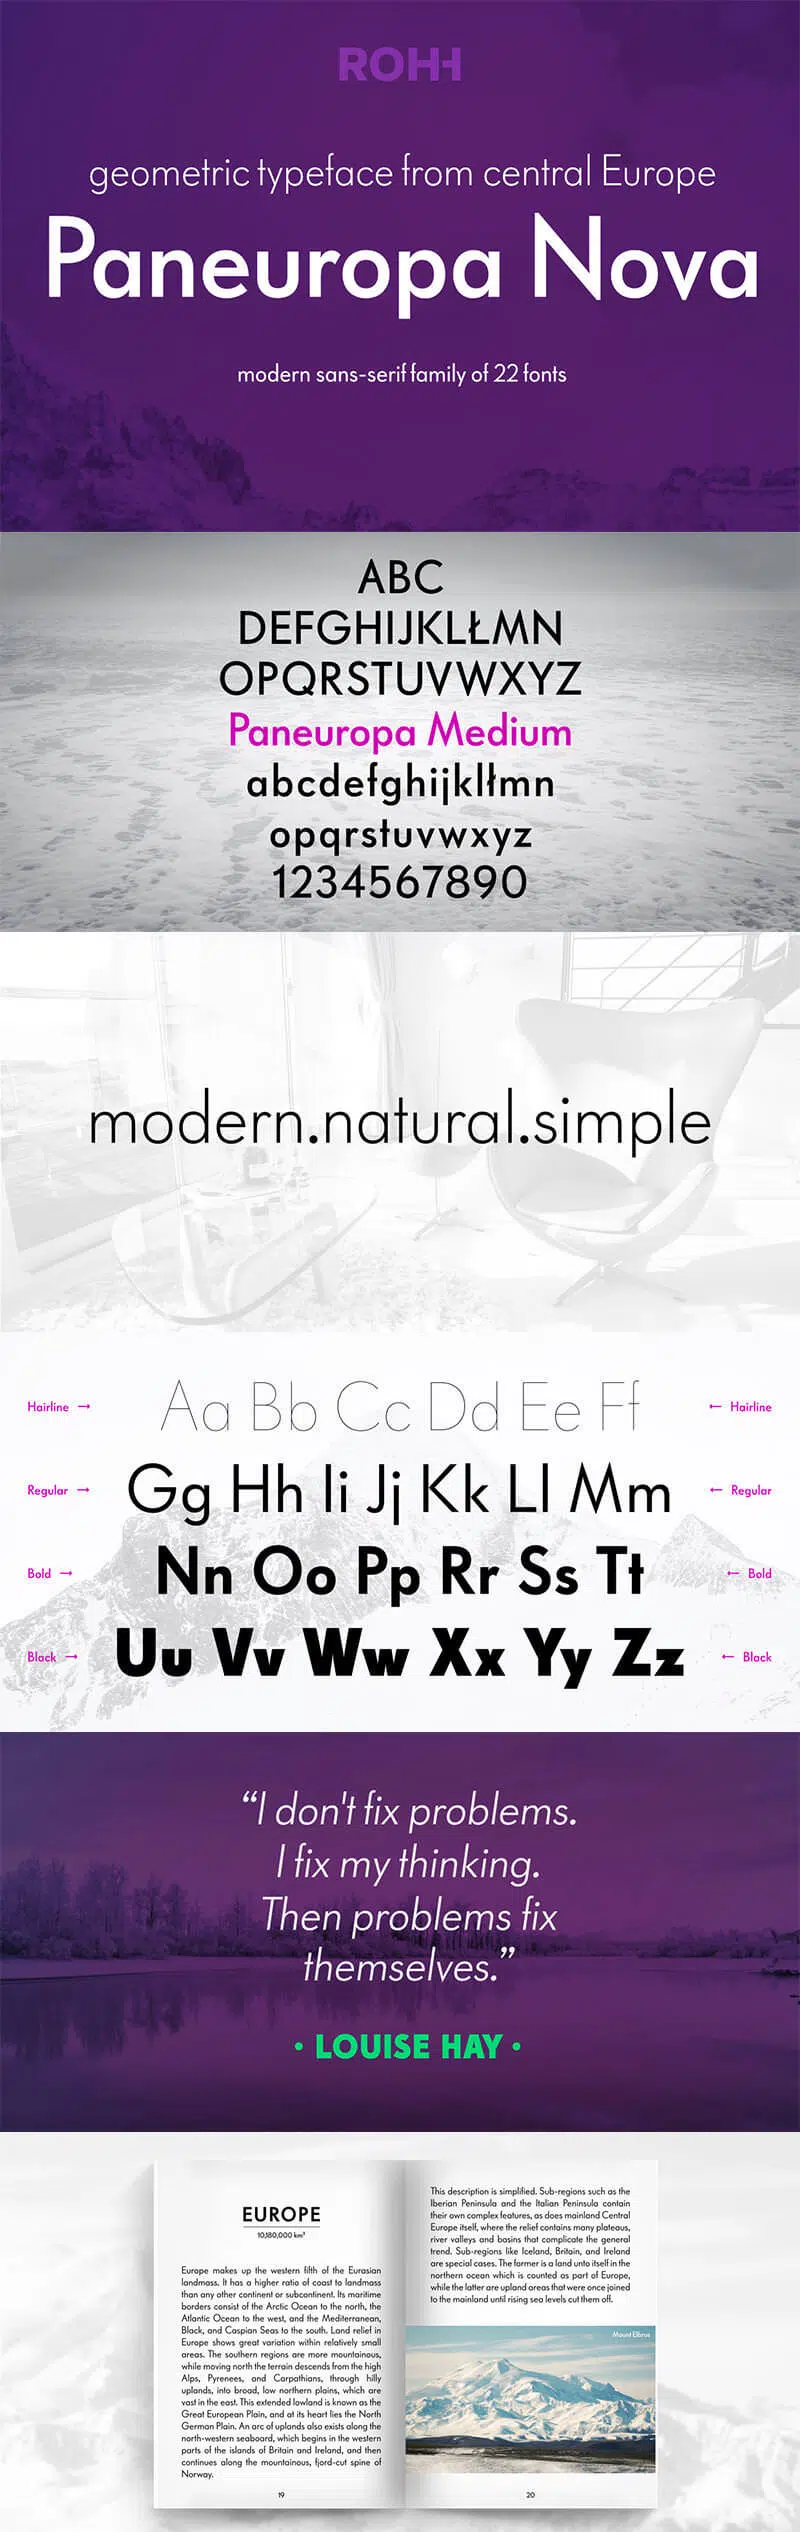 ROHH
geometric typeface from central Europe
Paneuropa Nova
modern sans-serif family of 22 fonts
ABC
DEFGHIJKLŁMN
OPQRSTUVWXYZ
Paneuropa Medium
abcdefghijklłmn
opqrstuvwxyz
1234567890
modern.natural.simple
Hairline → Aa Bb Cc Dd Ee Ff ← Hairline
Regular → Gg Hh Ii Jj Kk Ll Mm ← Regular
Bold → Nn Oo Pp Rr Ss Tt ← Bold
Black → Uu Vv Ww Xx Yy Zz ← Black
“I don't fix problems.
I fix my thinking.
Then problems fix
themselves.”
• LOUISE HAY •
EUROPE
10,180,000 km²
Europe makes up the western fifth of the Eurasian
landmass. It has a higher ratio of coast to landmass
than any other continent or subcontinent. Its maritime
borders consist of the Arctic Ocean to the north, the
Atlantic Ocean to the west, and the Mediterranean,
Black, and Caspian Seas to the south. Land relief in
Europe shows great variation within relatively small
areas. The southern regions are more mountainous,
while moving north the terrain descends from the high
Alps, Pyrenees, and Carpathians, through hilly
uplands, into broad, low northern plains, which are
vast in the east. This extended lowland is known as the
Great European Plain, and at its heart lies the North
German Plain. An arc of uplands also exists along the
north-western seaboard, which begins in the western
parts of the islands of Britain and Ireland, and then
continues along the mountainous, fjord-cut spine of
Norway.
19
This description is simplified. Sub-regions such as the
Iberian Peninsula and the Italian Peninsula contain
their own complex features, as does mainland Central
Europe itself, where the relief contains many plateaus,
river valleys and basins that complicate the general
trend. Sub-regions like Iceland, Britain, and Ireland
are special cases. The former is a land unto itself in the
northern ocean which is counted as part of Europe,
while the latter are upland areas that were once joined
to the mainland until rising sea levels cut them off.
Mount Elbrus
20